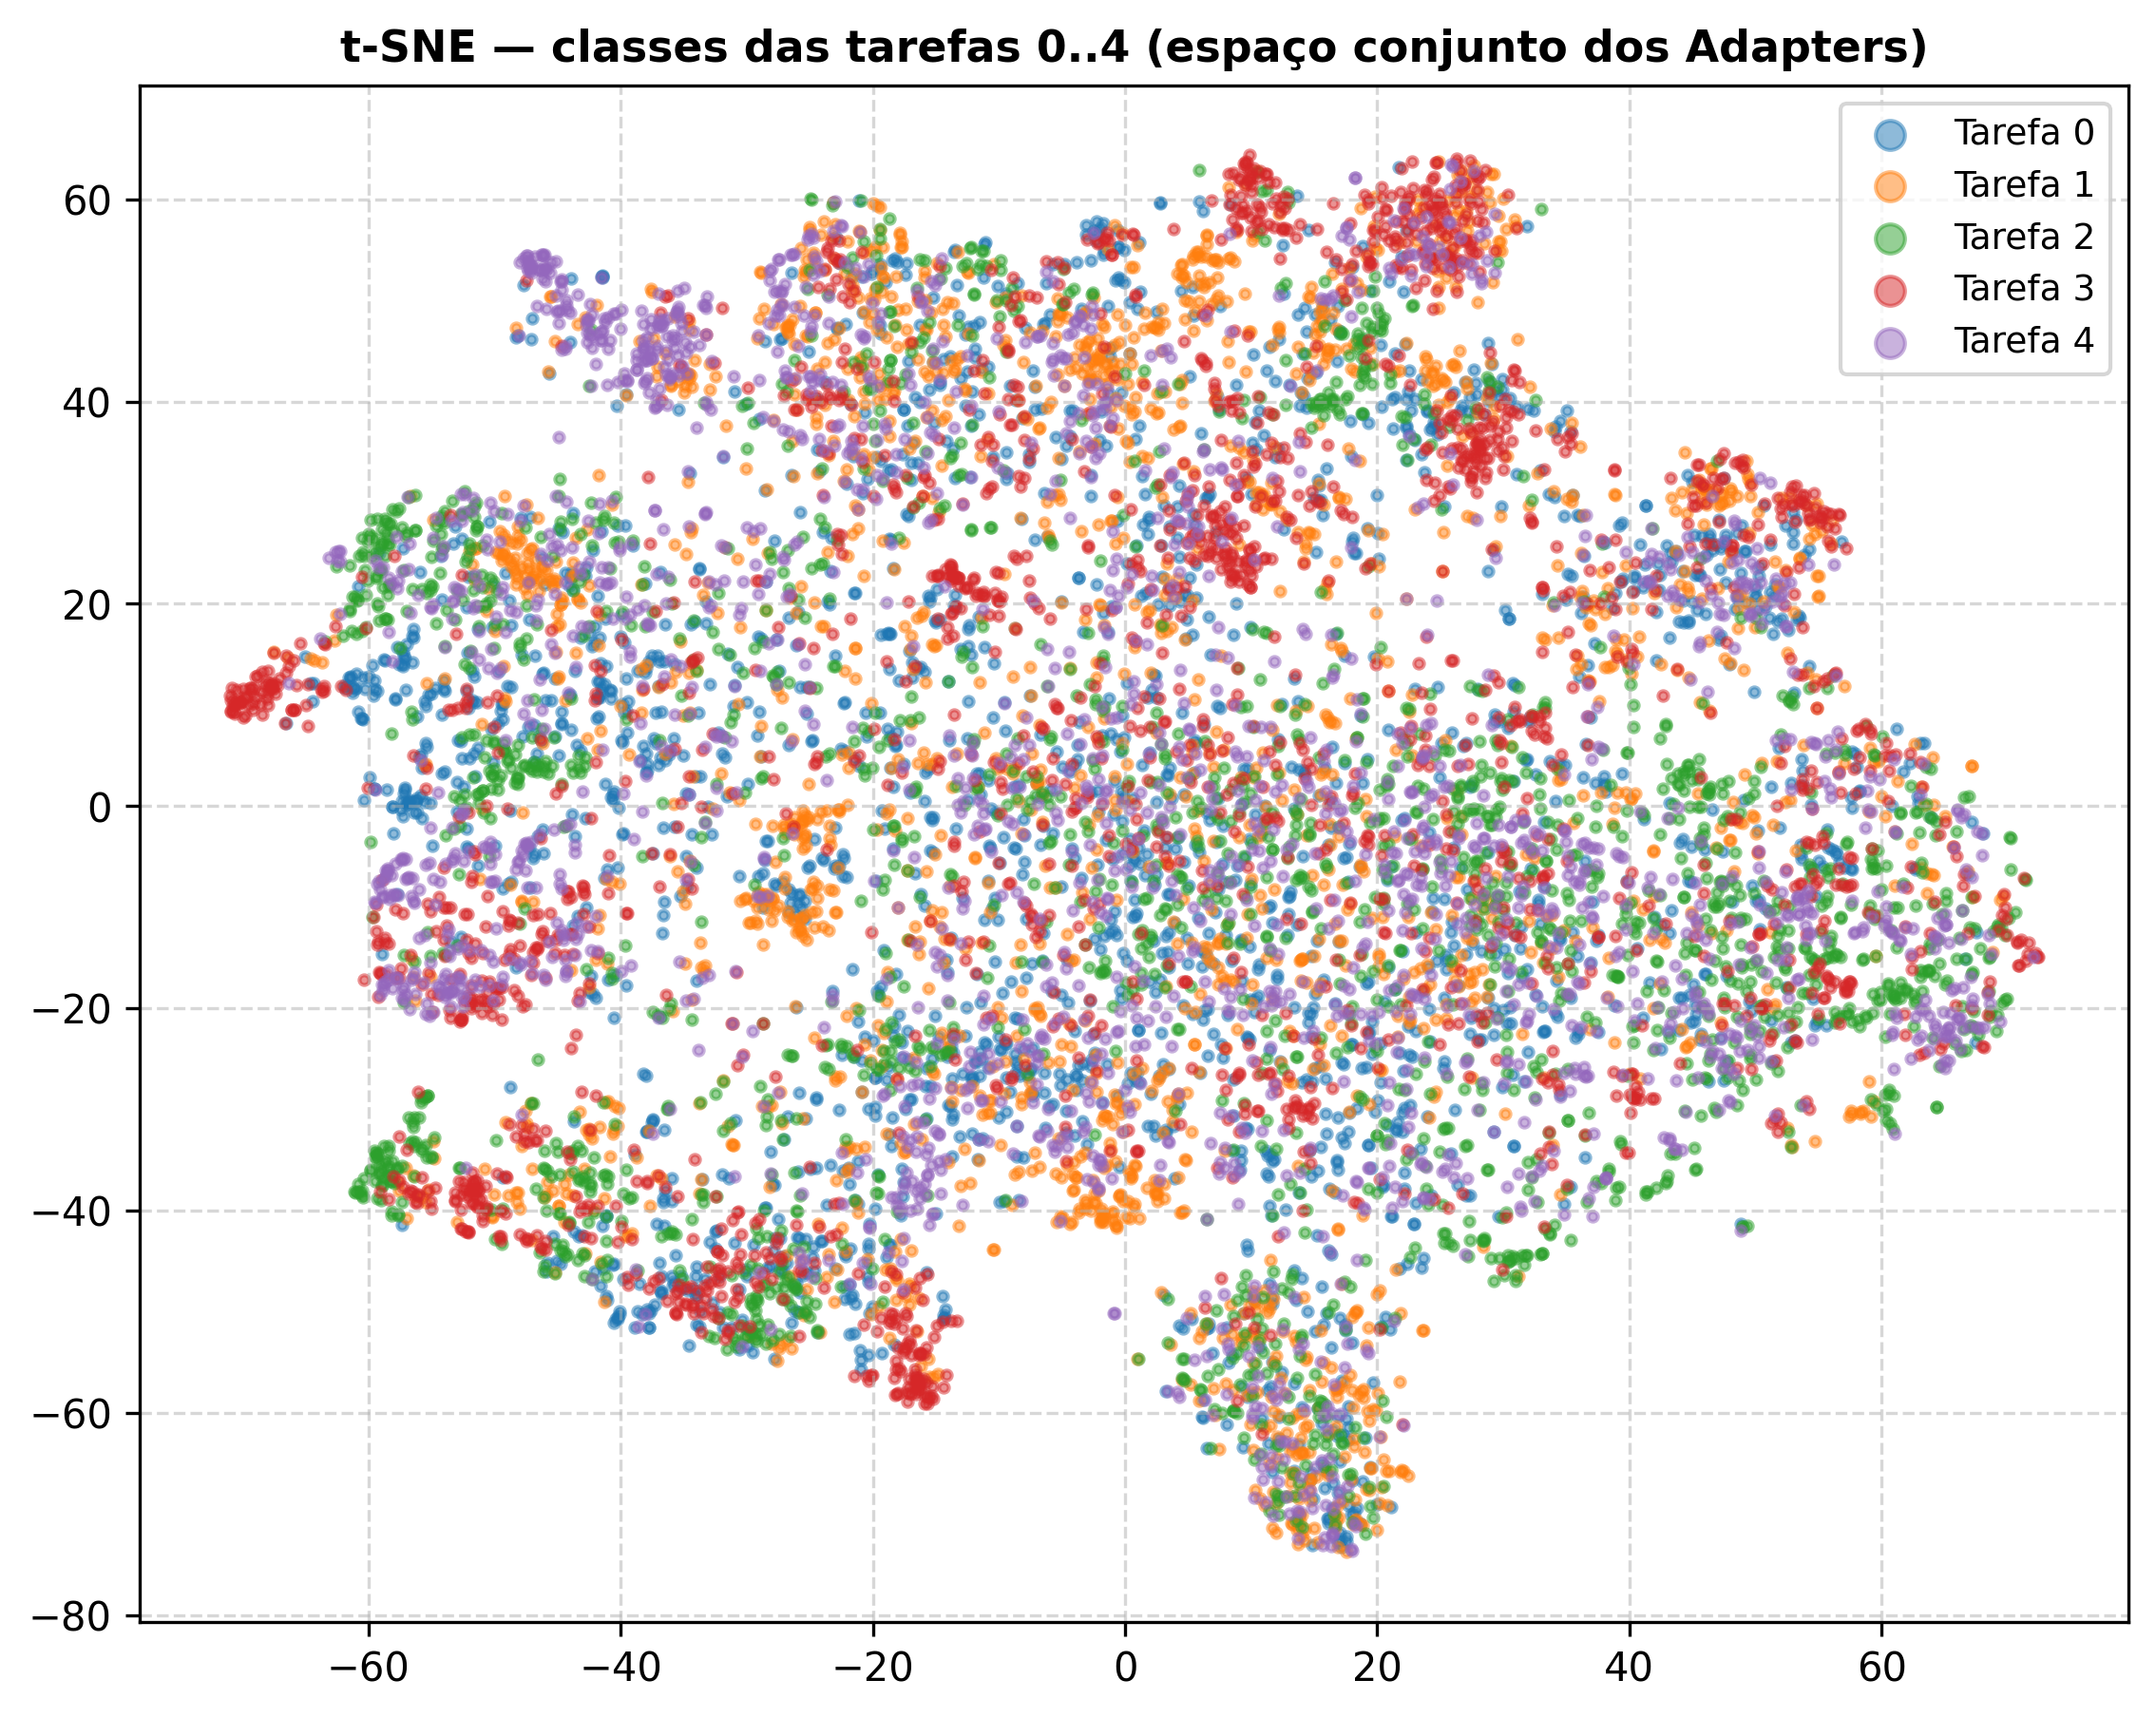 t-SNE — classes das tarefas 0..4 (espaço conjunto dos Adapters)
Tarefa 0
Tarefa 1
Tarefa 2
Tarefa 3
Tarefa 4
60
40
20
0
−20
−40
−60
−80
−60 −40 −20 0 20 40 60